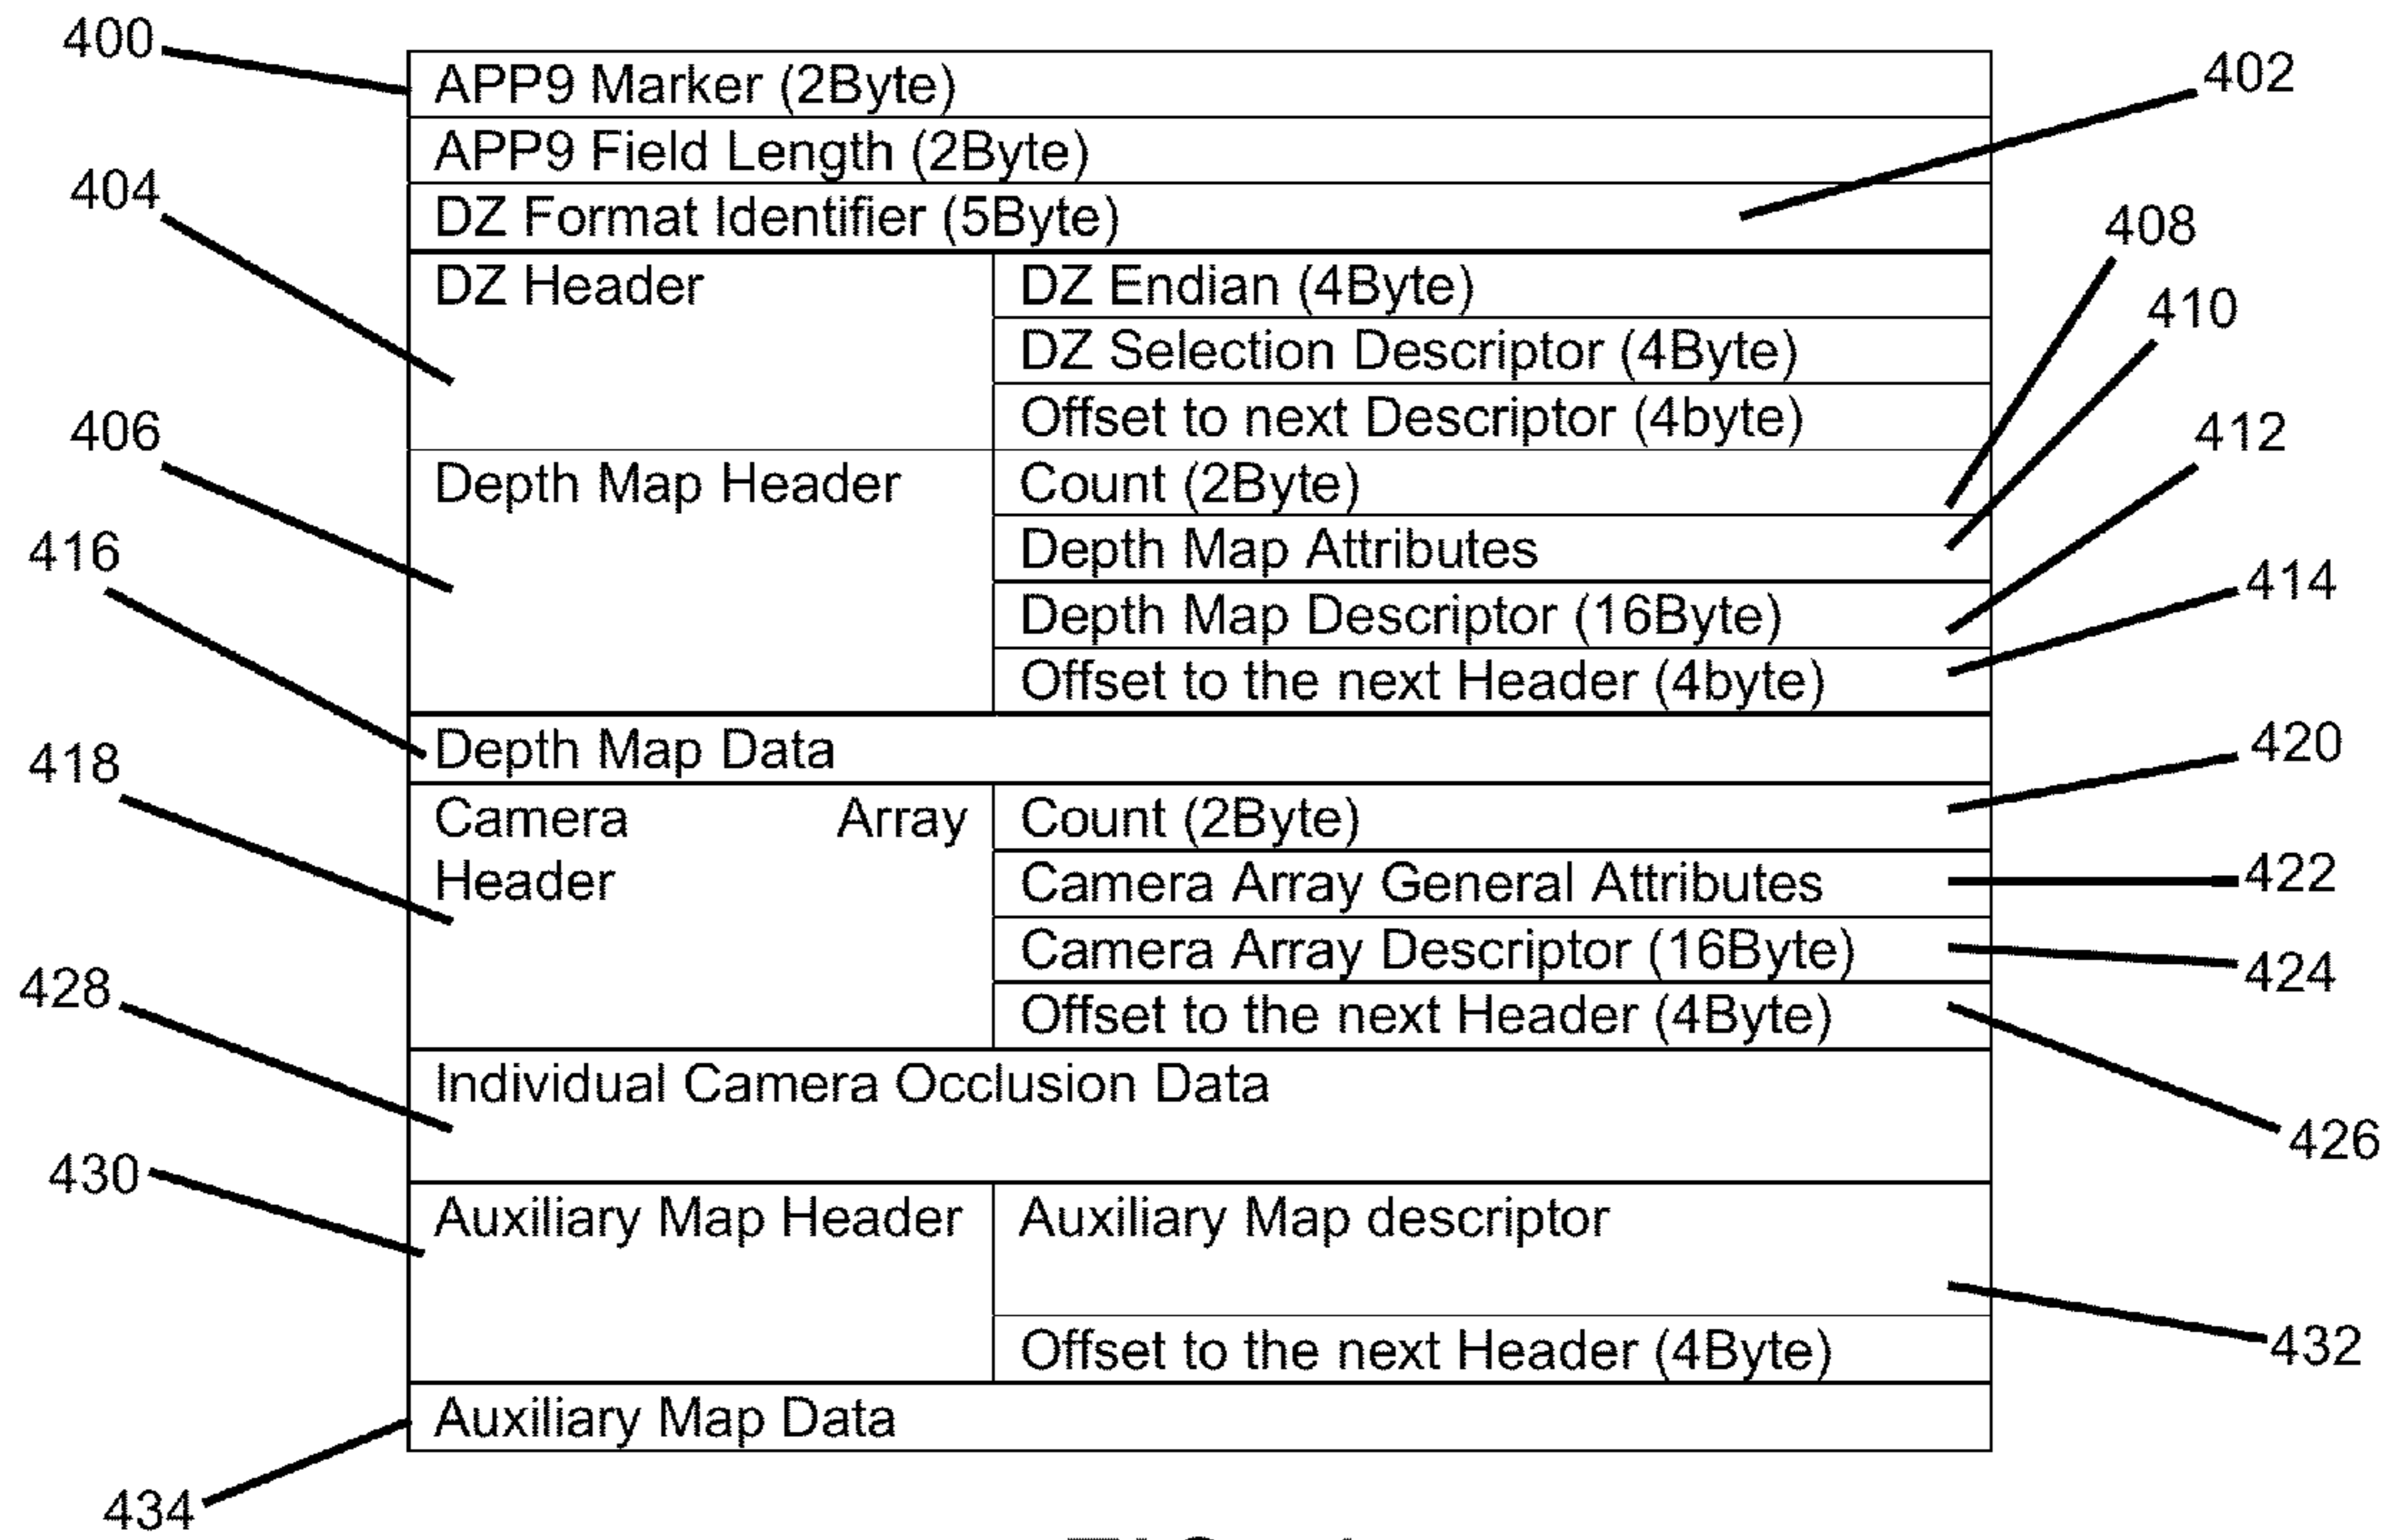 400
APP9 Marker (2Byte)
402
APP9 Field Length (2Byte)
404
DZ Format Identifier (5Byte)
408
DZ Header
DZ Endian (4Byte)
410
DZ Selection Descriptor (4Byte)
Offset to next Descriptor (4byte)
406
412
Depth Map Header
Count (2Byte)
416
Depth Map Attributes
414
Depth Map Descriptor (16Byte)
Offset to the next Header (4byte)
Depth Map Data
420
418
Camera Array
Header
Count (2Byte)
Camera Array General Attributes
422
Camera Array Descriptor (16Byte)
424
428
Offset to the next Header (4Byte)
Individual Camera Occlusion Data
426
430
Auxiliary Map Header
Auxiliary Map descriptor
Offset to the next Header (4Byte)
432
Auxiliary Map Data
434